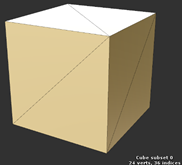 Cube subset 0
24 verts, 36 indices